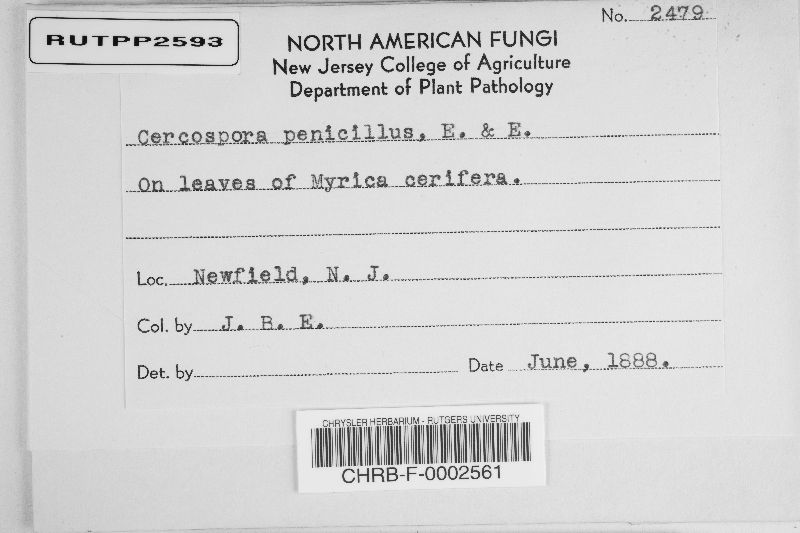 No. 2479
RUTPP2593
NORTH AMERICAN FUNGI
New Jersey College of Agriculture
Department of Plant Pathology
Cercospora penicillus, E. & E.
On leaves of Myrica cerifera.
Loc. Newfield, N. J.
Col. by J. B. E.
Det. by Date June, 1888.
CHRYSLER HERBARIUM - RUTGERS UNIVERSITY
CHRB-F-0002561